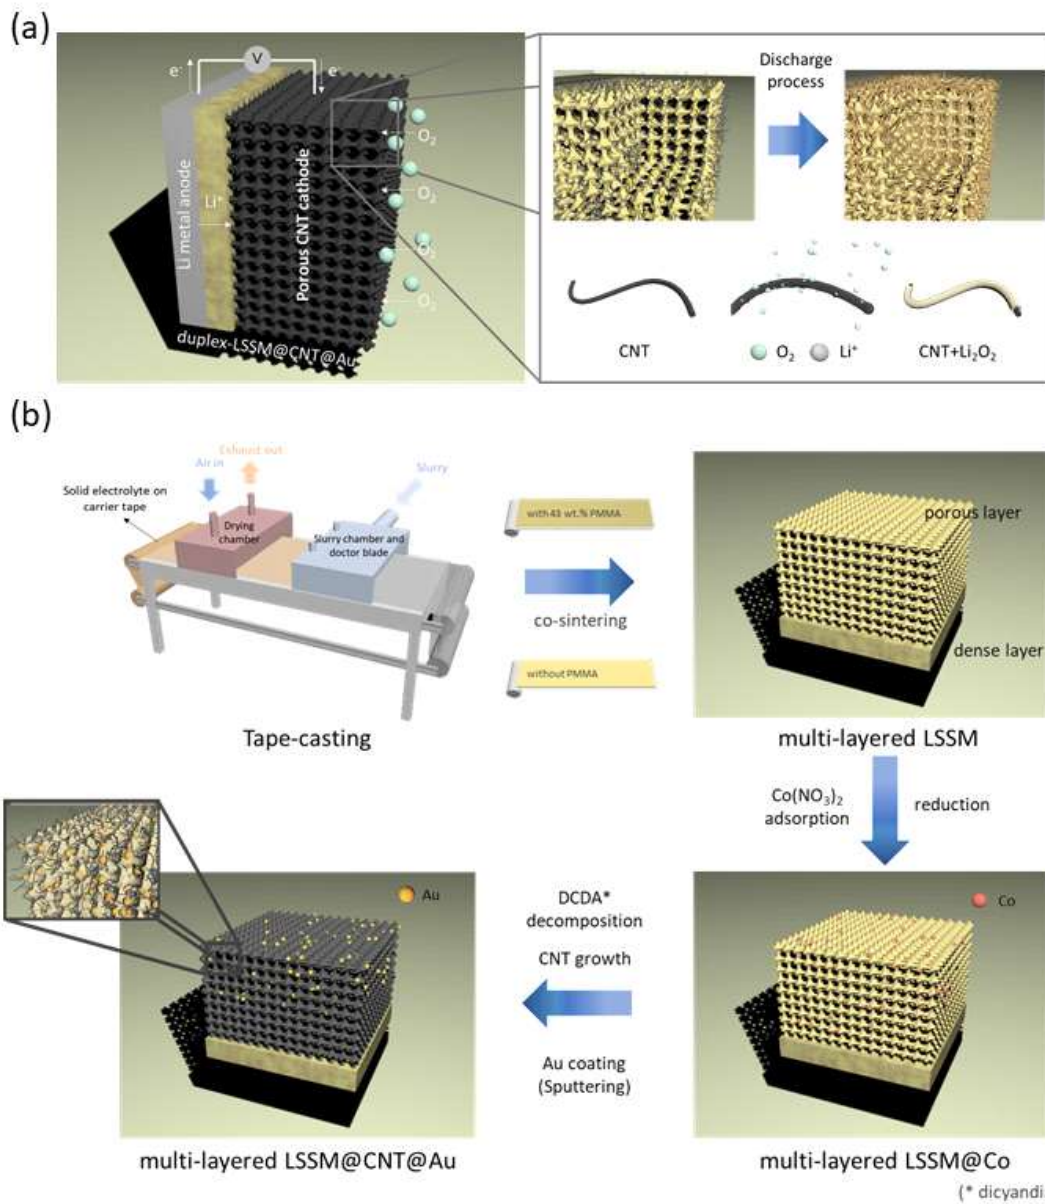 (a)
V
e⁻
e⁻
Discharge
process
O₂
O₂
O₂
O₂
Li⁺
Li metal anode
Porous CNT cathode
duplex-LSSM@CNT@Au
CNT
O₂
Li⁺
CNT+Li₂O₂
(b)
Exhaust out
Air in
Slurry
Solid electrolyte on
carrier tape
Drying
chamber
Slurry chamber and
doctor blade
with 43 wt.% PMMA
co-sintering
without PMMA
porous layer
dense layer
Tape-casting
multi-layered LSSM
Co(NO₃)₂
adsorption
reduction
Au
DCDA*
decomposition
CNT growth
Au coating
(Sputtering)
Co
multi-layered LSSM@CNT@Au
multi-layered LSSM@Co
(* dicyandi